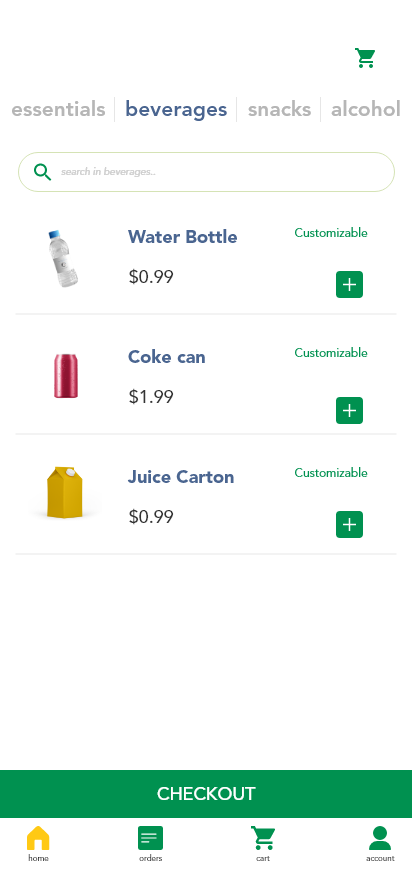 essentials beverages snacks alcohol
search in beverages..
Water Bottle Customizable
$0.99
Coke can Customizable
$1.99
Juice Carton Customizable
$0.99
CHECKOUT
home orders cart account